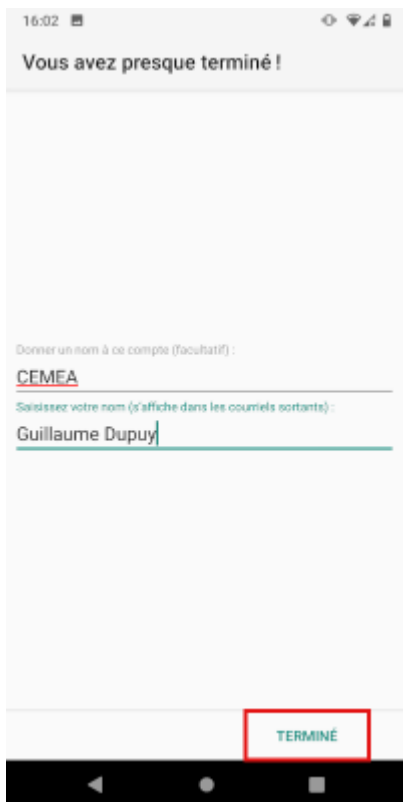 16:02
Vous avez presque terminé !
Donner un nom à ce compte (facultatif) :
CEMEA
Saisissez votre nom (s'affiche dans les courriels sortants) :
Guillaume Dupuy
TERMINÉ